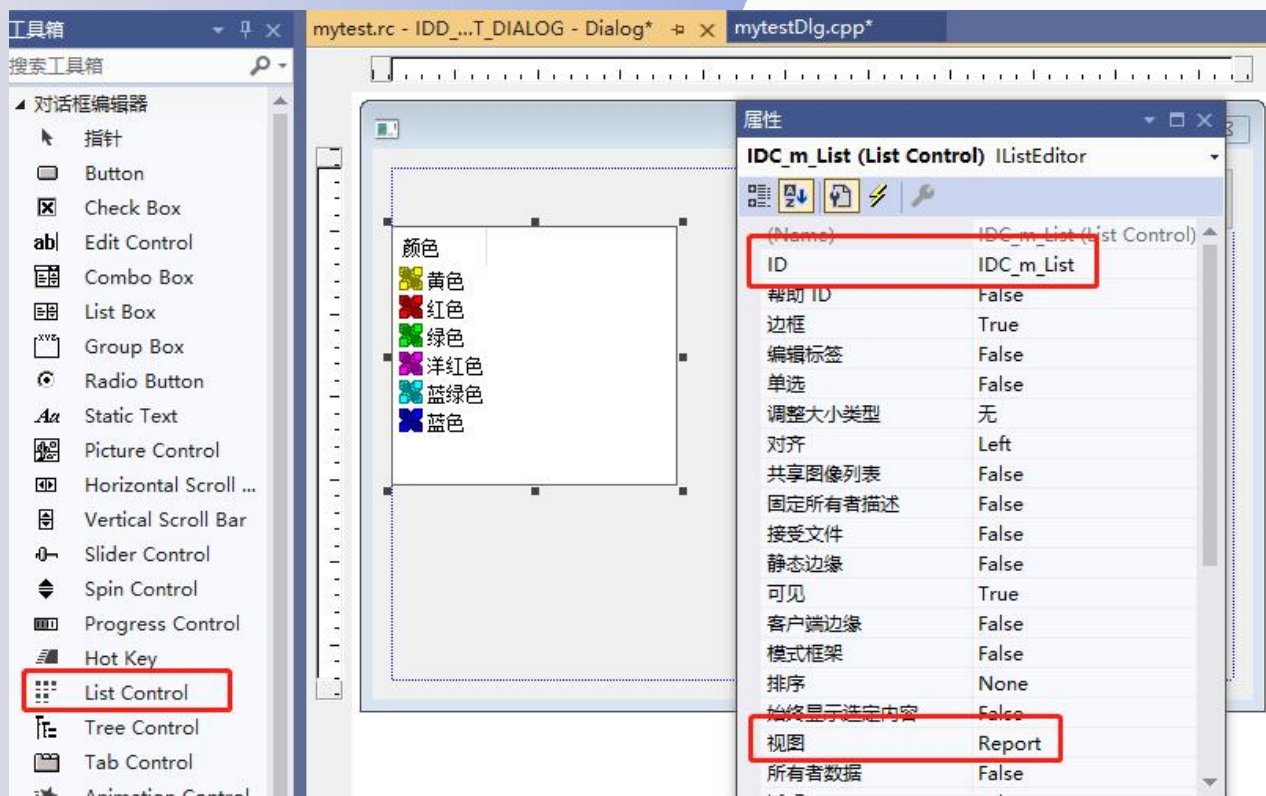 工具箱
搜索工具箱
对话框编辑器
指针
Button
Check Box
ab| Edit Control
Combo Box
List Box
Group Box
Radio Button
Aa Static Text
Picture Control
Horizontal Scroll ...
Vertical Scroll Bar
Slider Control
Spin Control
Progress Control
Hot Key
List Control
Tree Control
Tab Control
Animation Control
mytest.rc - IDD_...T_DIALOG - Dialog*
mytestDlg.cpp*
颜色
黄色
红色
绿色
洋红色
蓝绿色
蓝色
属性
IDC_m_List (List Control) IListEditor
(Name) IDC_m_List (List Control)
ID IDC_m_List
帮助 ID False
边框 True
编辑标签 False
单选 False
调整大小类型 无
对齐 Left
共享图像列表 False
固定所有者描述 False
接受文件 False
静态边缘 False
可见 True
客户端边缘 False
模式框架 False
排序 None
始终显示选定内容 False
视图 Report
所有者数据 False